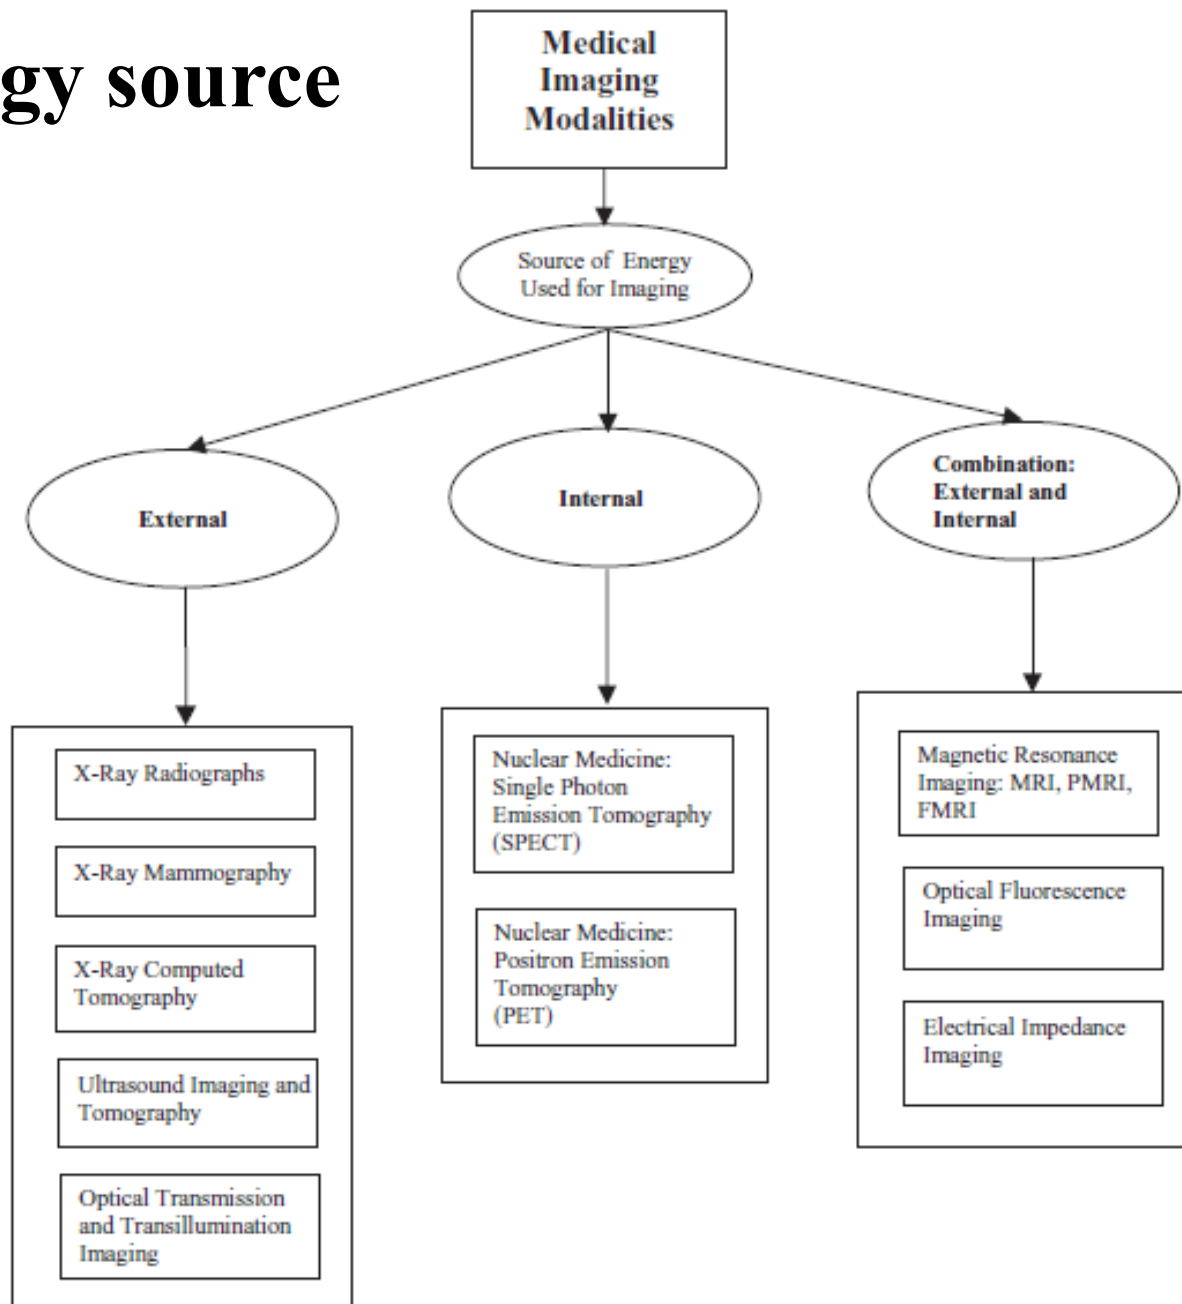 gy source
Medical
Imaging
Modalities
Source of Energy
Used for Imaging
External
Internal
Combination:
External and
Internal
X-Ray Radiographs
X-Ray Mammography
X-Ray Computed
Tomography
Ultrasound Imaging and
Tomography
Optical Transmission
and Transillumination
Imaging
Nuclear Medicine:
Single Photon
Emission Tomography
(SPECT)
Nuclear Medicine:
Positron Emission
Tomography
(PET)
Magnetic Resonance
Imaging: MRI, PMRI,
FMRI
Optical Fluorescence
Imaging
Electrical Impedance
Imaging